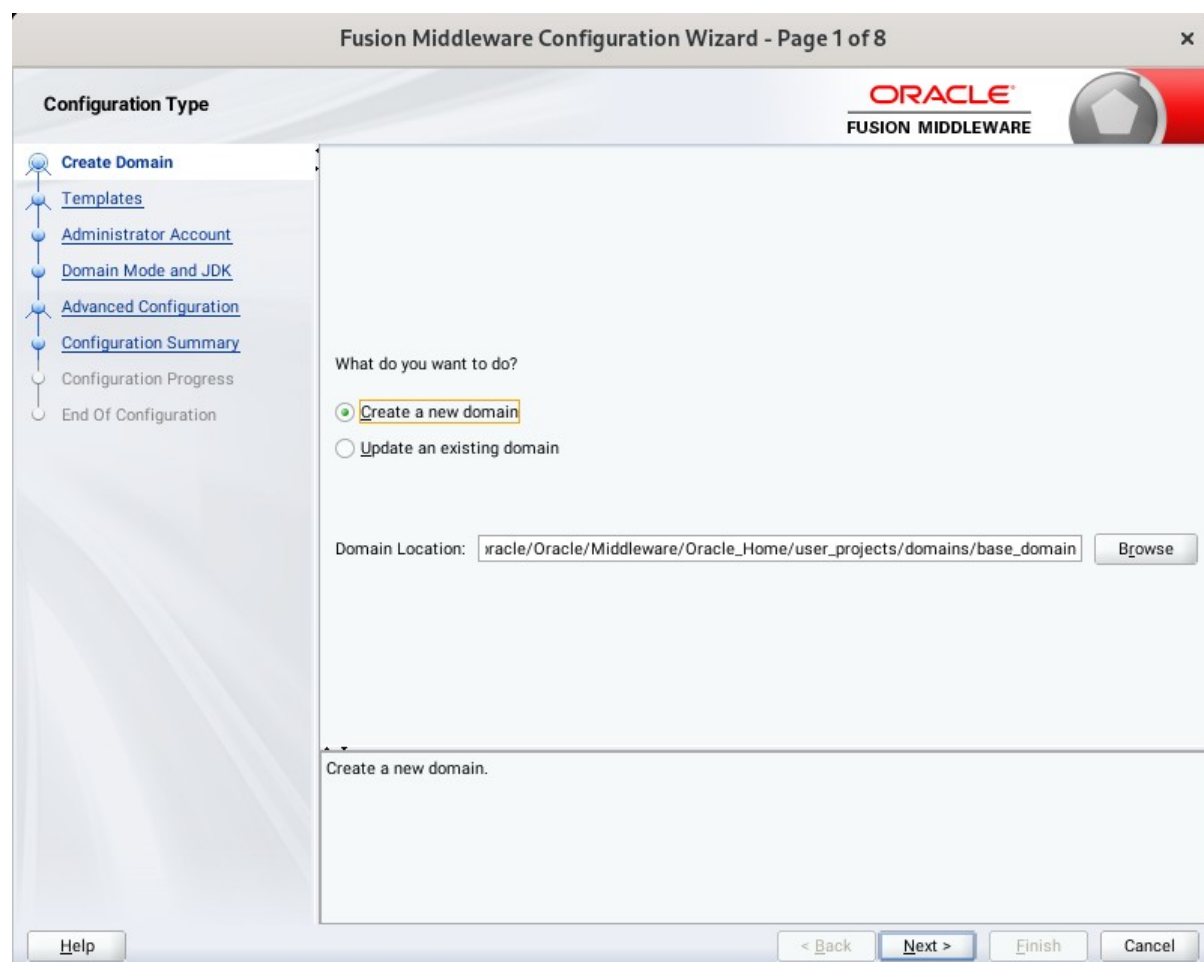 Fusion Middleware Configuration Wizard - Page 1 of 8
Configuration Type
ORACLE
FUSION MIDDLEWARE
Create Domain
Templates
Administrator Account
Domain Mode and JDK
Advanced Configuration
Configuration Summary
Configuration Progress
End Of Configuration
What do you want to do?
Create a new domain
Update an existing domain
Domain Location: racle/Oracle/Middleware/Oracle_Home/user_projects/domains/base_domain Browse
Create a new domain.
Help < Back Next > Finish Cancel